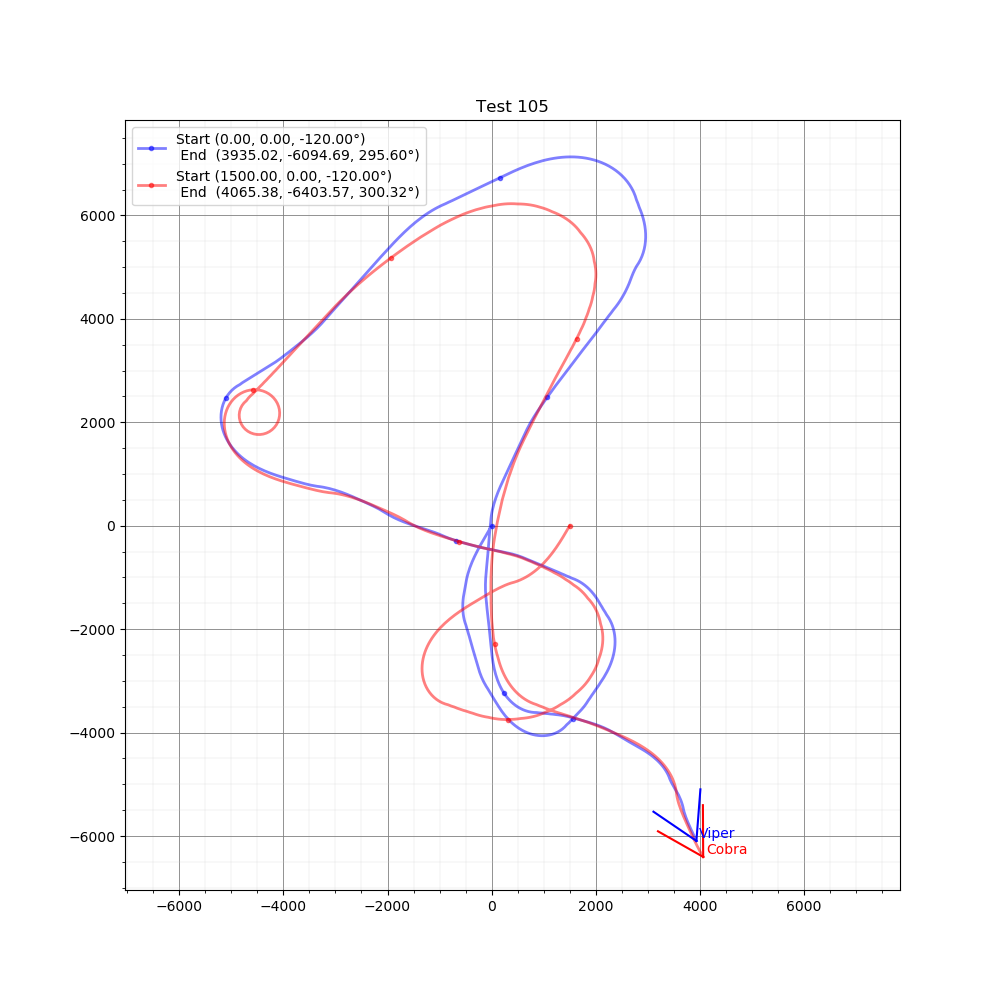 Test 105
Start (0.00, 0.00, -120.00°)
End (3935.02, -6094.69, 295.60°)
Start (1500.00, 0.00, -120.00°)
End (4065.38, -6403.57, 300.32°)
6000
4000
2000
0
−2000
−4000
−6000
Viper
Cobra
−6000 −4000 −2000 0 2000 4000 6000